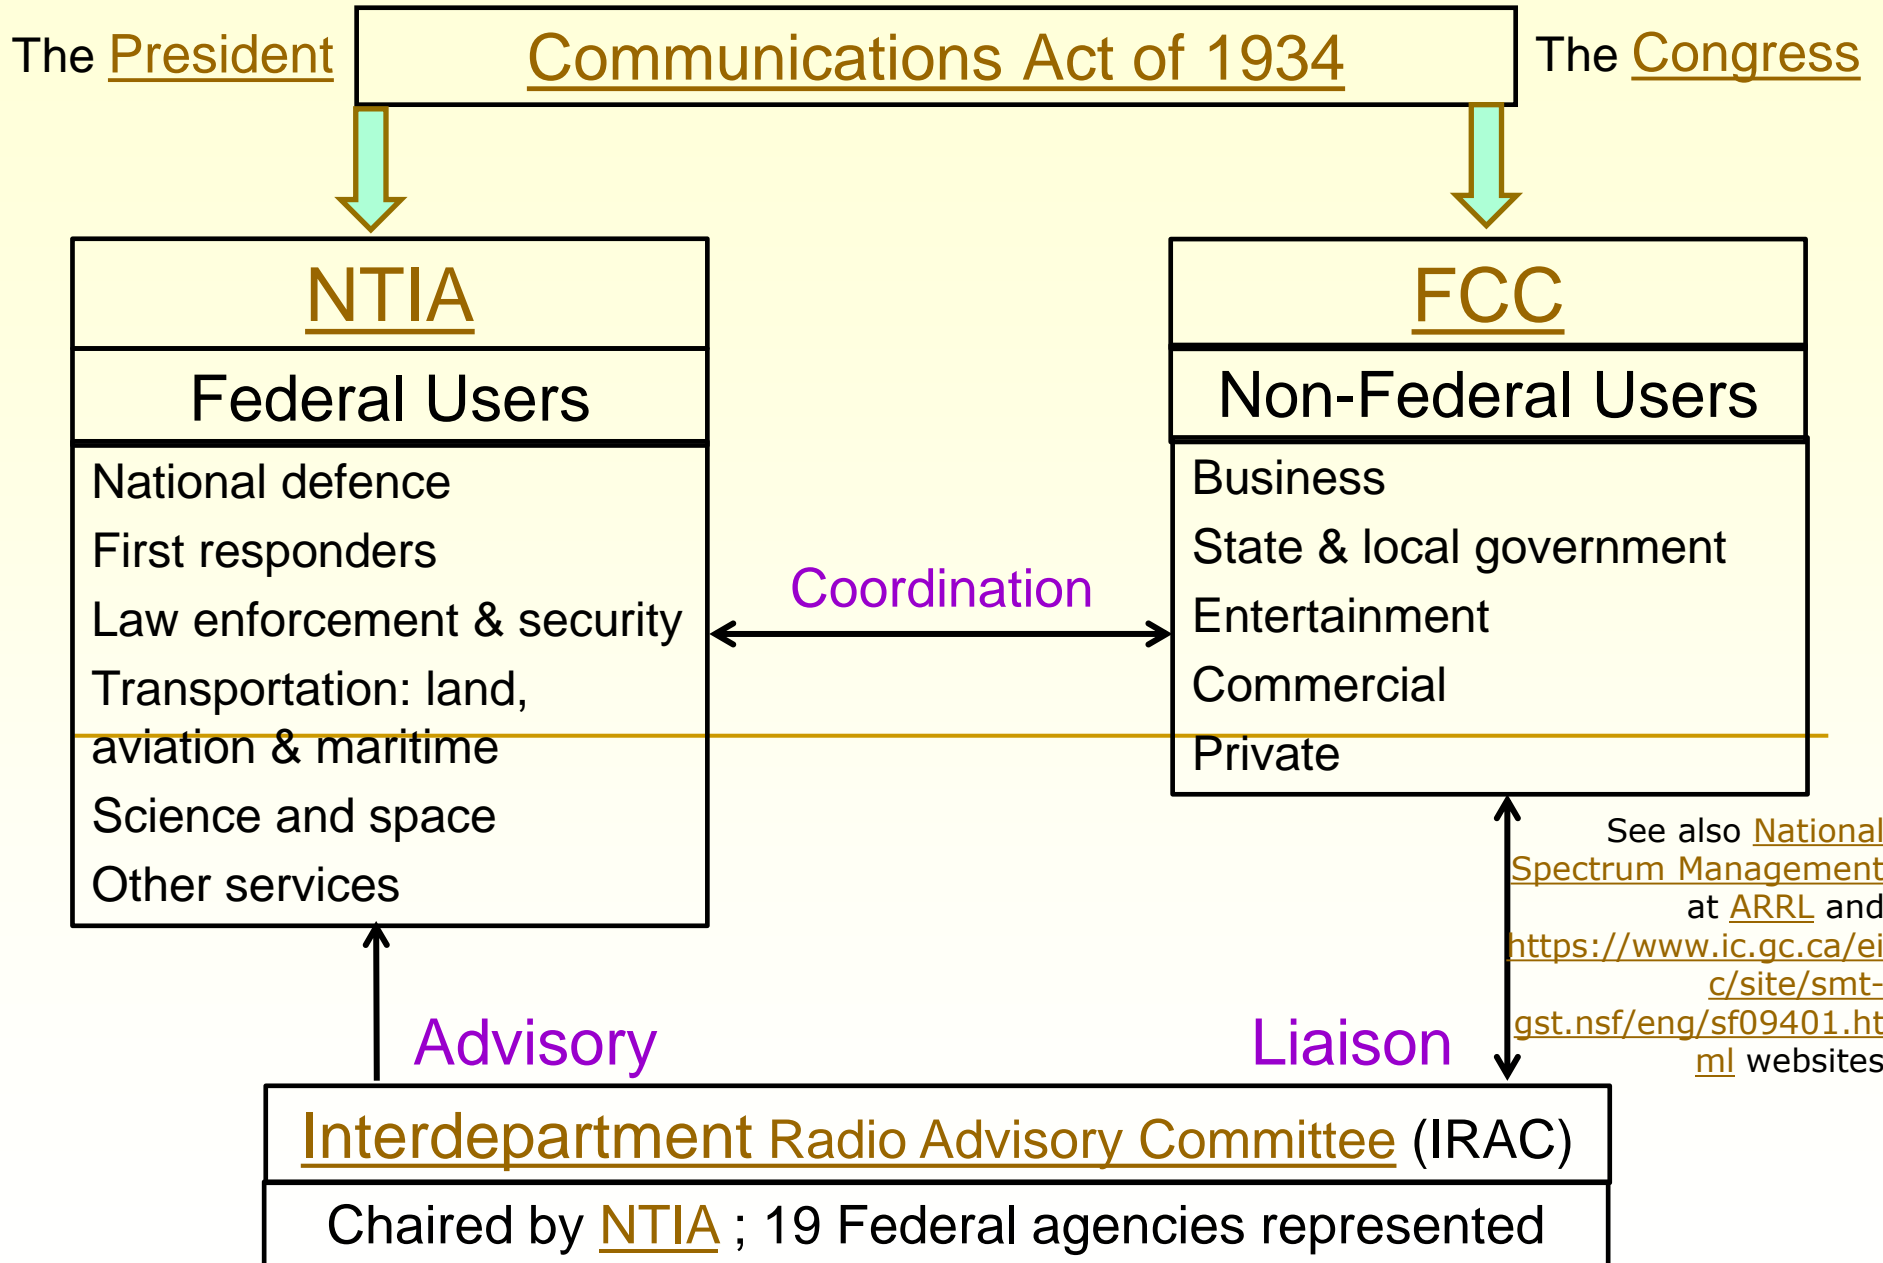 The President
Communications Act of 1934
The Congress
NTIA
Federal Users
National defence
First responders
Law enforcement & security
Transportation: land,
aviation & maritime
Science and space
Other services
Coordination
FCC
Non-Federal Users
Business
State & local government
Entertainment
Commercial
Private
See also National
Spectrum Management
at ARRL and
https://www.ic.gc.ca/ei
c/site/smt-
gst.nsf/eng/sf09401.ht
ml websites
Advisory
Liaison
Interdepartment Radio Advisory Committee (IRAC)
Chaired by NTIA ; 19 Federal agencies represented